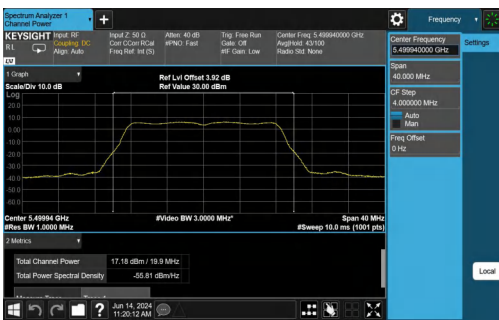 Spectrum Analyzer 1
Channel Power
Frequency
KEYSIGHT
RL
Input: RF
Coupling: DC
Align: Auto
Input Z: 50 Ω
Corr CCorr RCal
Freq Ref: Int (S)
Atten: 40 dB
#PNO: Fast
Trig: Free Run
Gate: Off
#IF Gain: Low
Center Freq: 5.499940000 GHz
Avg|Hold: 43/100
Radio Std: None
Center Frequency
5.499940000 GHz
Settings
Span
40.000 MHz
CF Step
4.000000 MHz
Auto
Man
Freq Offset
0 Hz
Local
1 Graph
Scale/Div 10.0 dB
Ref Lvl Offset 3.92 dB
Ref Value 30.00 dBm
Log
20.0
10.0
0.00
-10.0
-20.0
-30.0
-40.0
-50.0
-60.0
Center 5.49994 GHz
#Video BW 3.0000 MHz*
Span 40 MHz
#Res BW 1.0000 MHz
#Sweep 10.0 ms (1001 pts)
2 Metrics
Total Channel Power
17.18 dBm / 19.9 MHz
Total Power Spectral Density
-55.81 dBm/Hz
Jun 14, 2024
11:20:12 AM